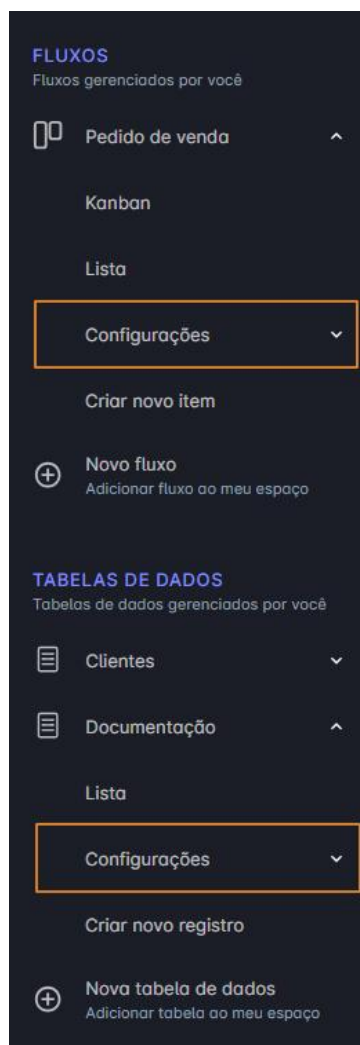 FLUXOS
Fluxos gerenciados por você
Pedido de venda
Kanban
Lista
Configurações
Criar novo item
Novo fluxo
Adicionar fluxo ao meu espaço
TABELAS DE DADOS
Tabelas de dados gerenciados por você
Clientes
Documentação
Lista
Configurações
Criar novo registro
Nova tabela de dados
Adicionar tabela ao meu espaço